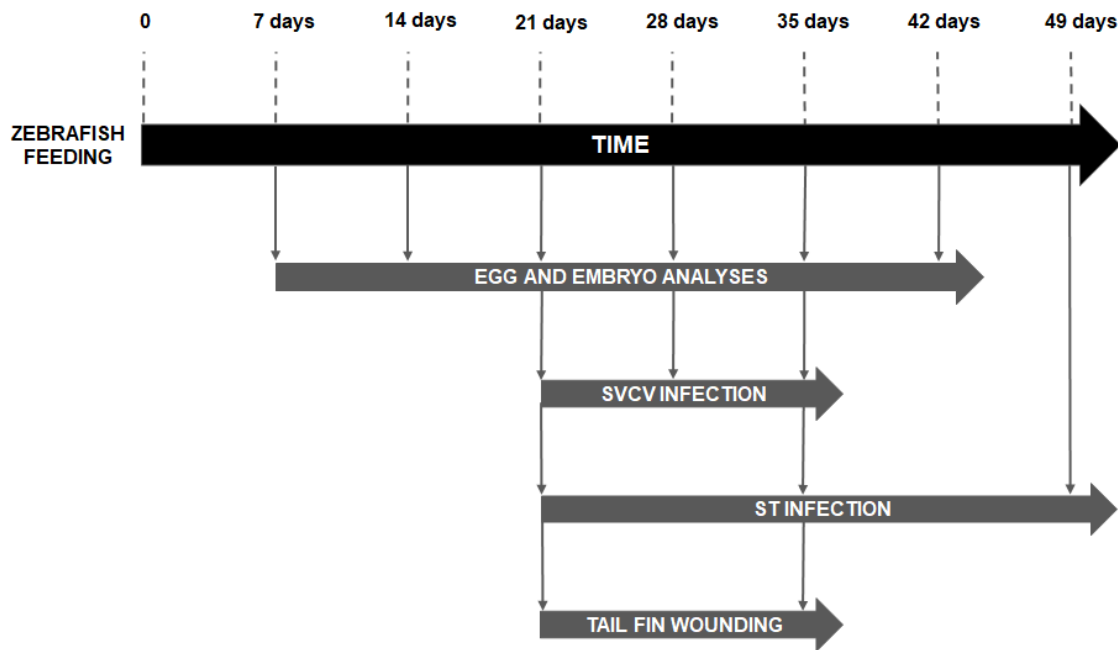 0 7 days 14 days 21 days 28 days 35 days 42 days 49 days
ZEBRAFISH
FEEDING
TIME
EGG AND EMBRYO ANALYSES
SVCV INFECTION
ST INFECTION
TAIL FIN WOUNDING